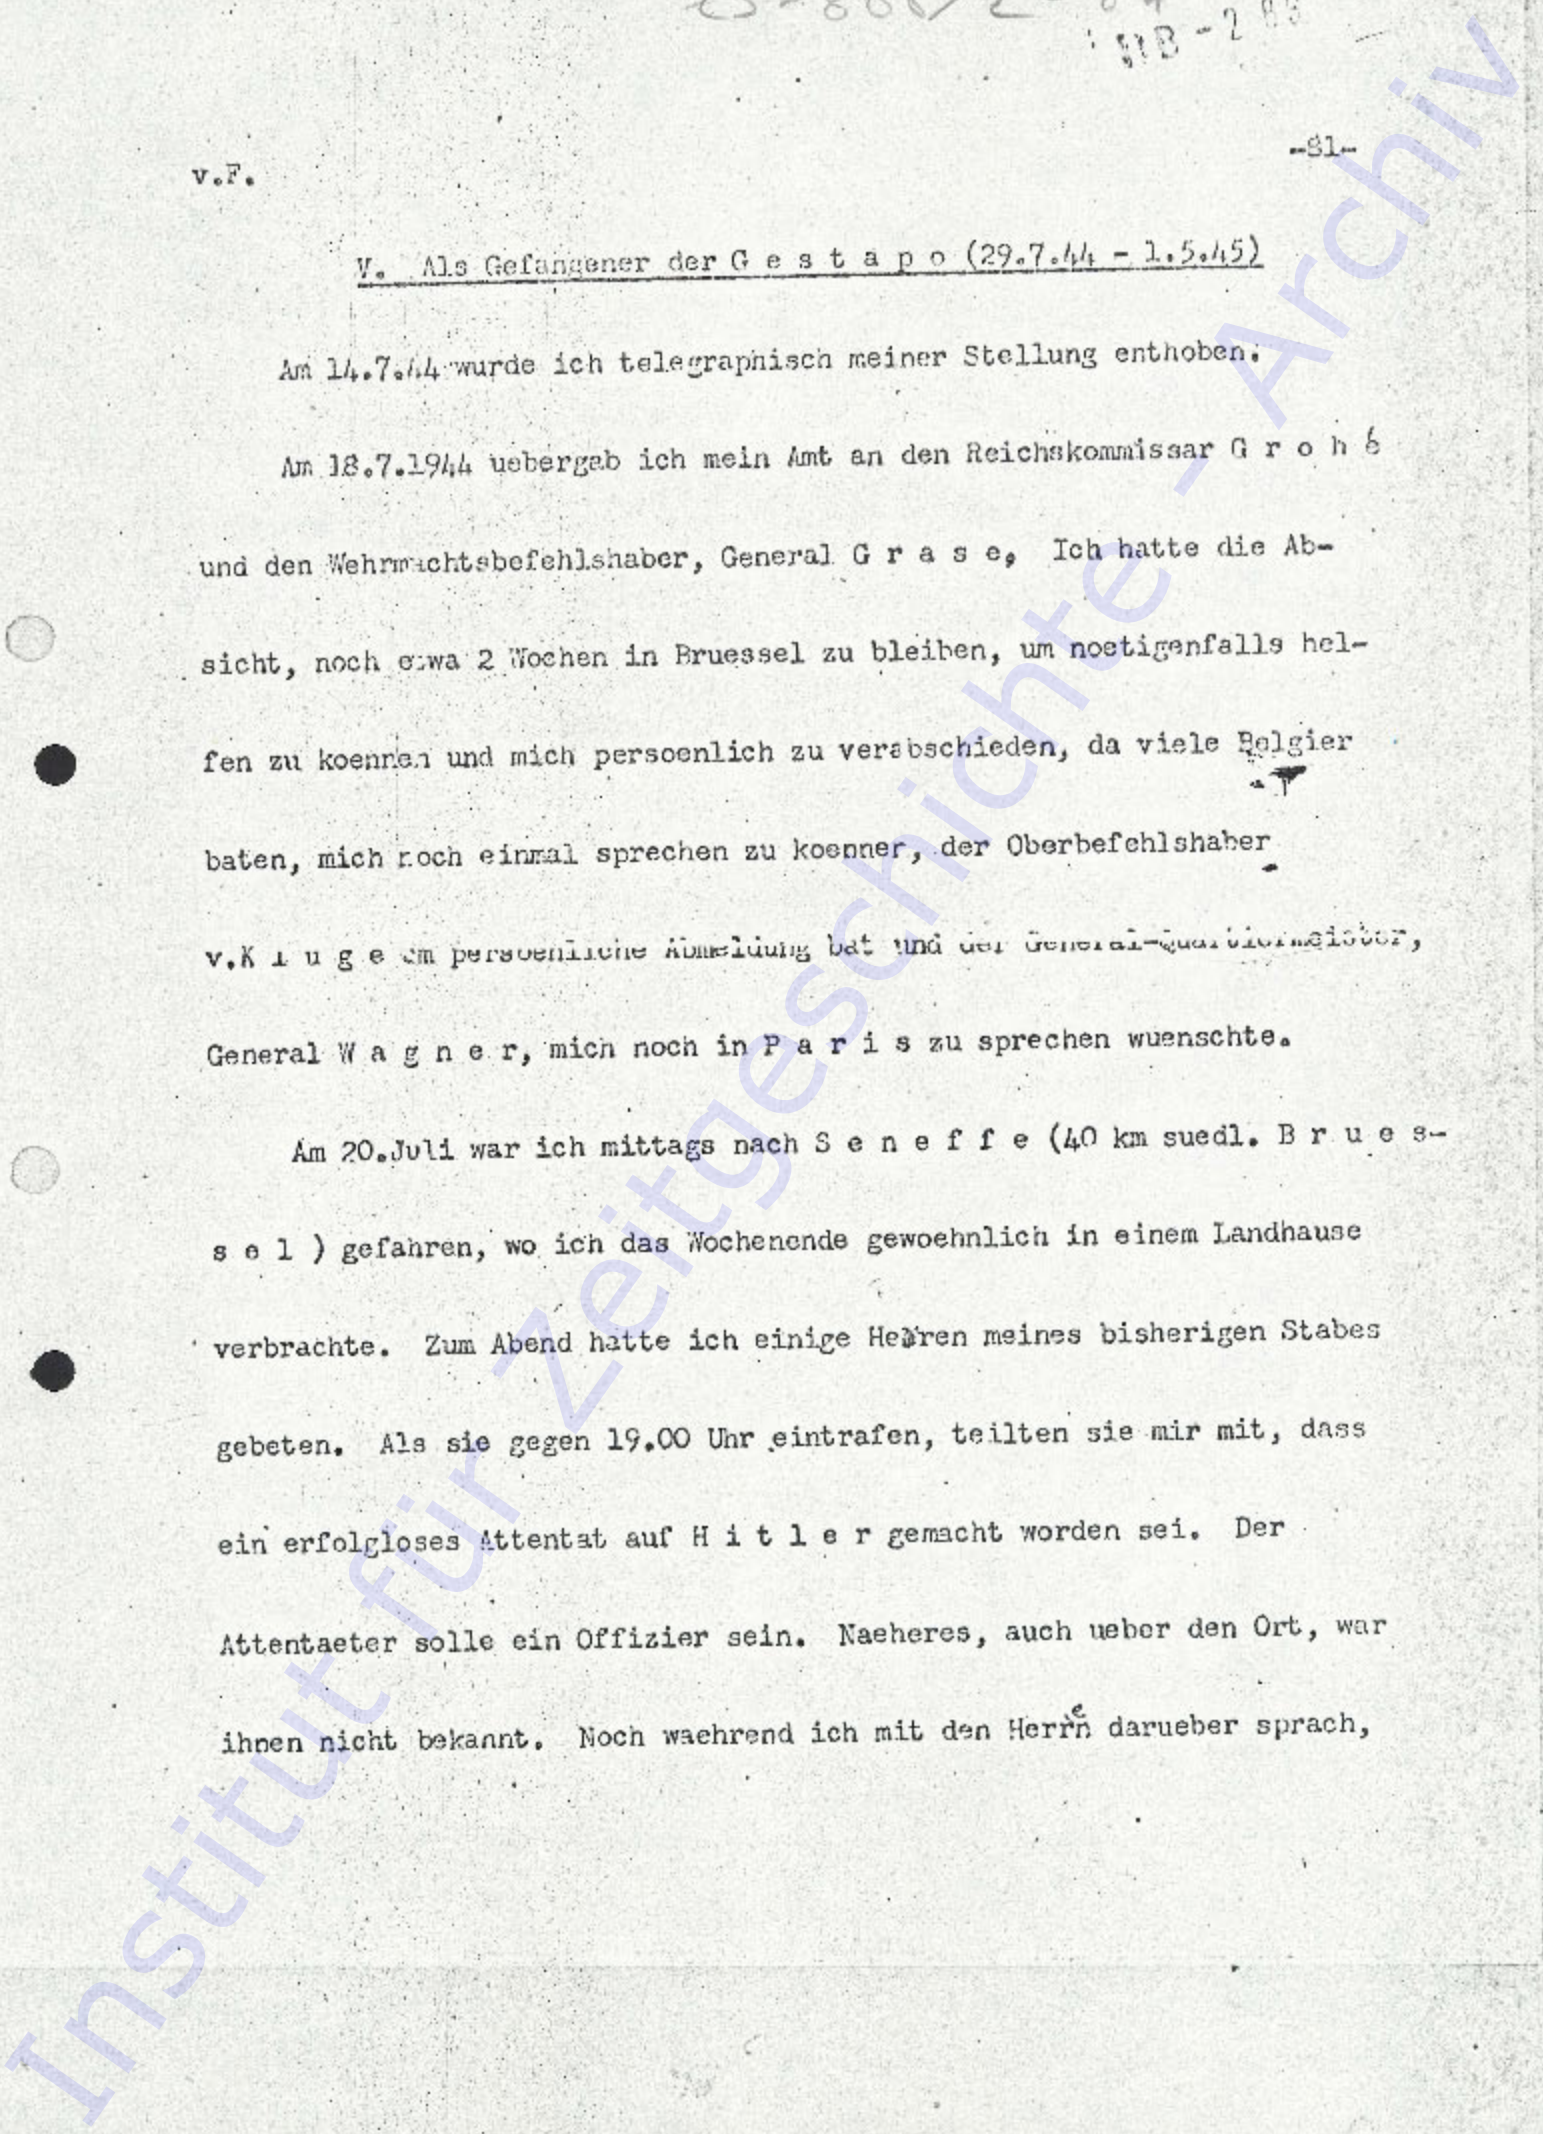 -81-
v.F.
V. Als Gefangener der G e s t a p o (29.7.44 - 1.5.45)
Am 14.7.44 wurde ich telegraphisch meiner Stellung enthoben.
Am 18.7.1944 uebergab ich mein Amt an den Reichskommissar G r o h é
und den Wehrmachtsbefehlshaber, General G r a s e, Ich hatte die Ab-
sicht, noch etwa 2 Wochen in Bruessel zu bleiben, um noetigenfalls hel-
fen zu koennen und mich persoenlich zu verabschieden, da viele Belgier
baten, mich noch einmal sprechen zu koenner, der Oberbefehlshaber
v.K l u g e um persoenliche Abmeldung bat und der General-Quartiermeister,
General W a g n e r, mich noch in P a r i s zu sprechen wuenschte.
Am 20.Juli war ich mittags nach S e n e f f e (40 km suedl. B r u e s-
s e l ) gefahren, wo ich das Wochenende gewoehnlich in einem Landhause
verbrachte. Zum Abend hatte ich einige Herren meines bisherigen Stabes
gebeten. Als sie gegen 19.00 Uhr eintrafen, teilten sie mir mit, dass
ein erfolgloses Attentat auf H i t l e r gemacht worden sei. Der
Attentaeter solle ein Offizier sein. Naeheres, auch ueber den Ort, war
ihnen nicht bekannt. Noch waehrend ich mit den Herren darueber sprach,
Institut für Zeitgeschichte - Archiv